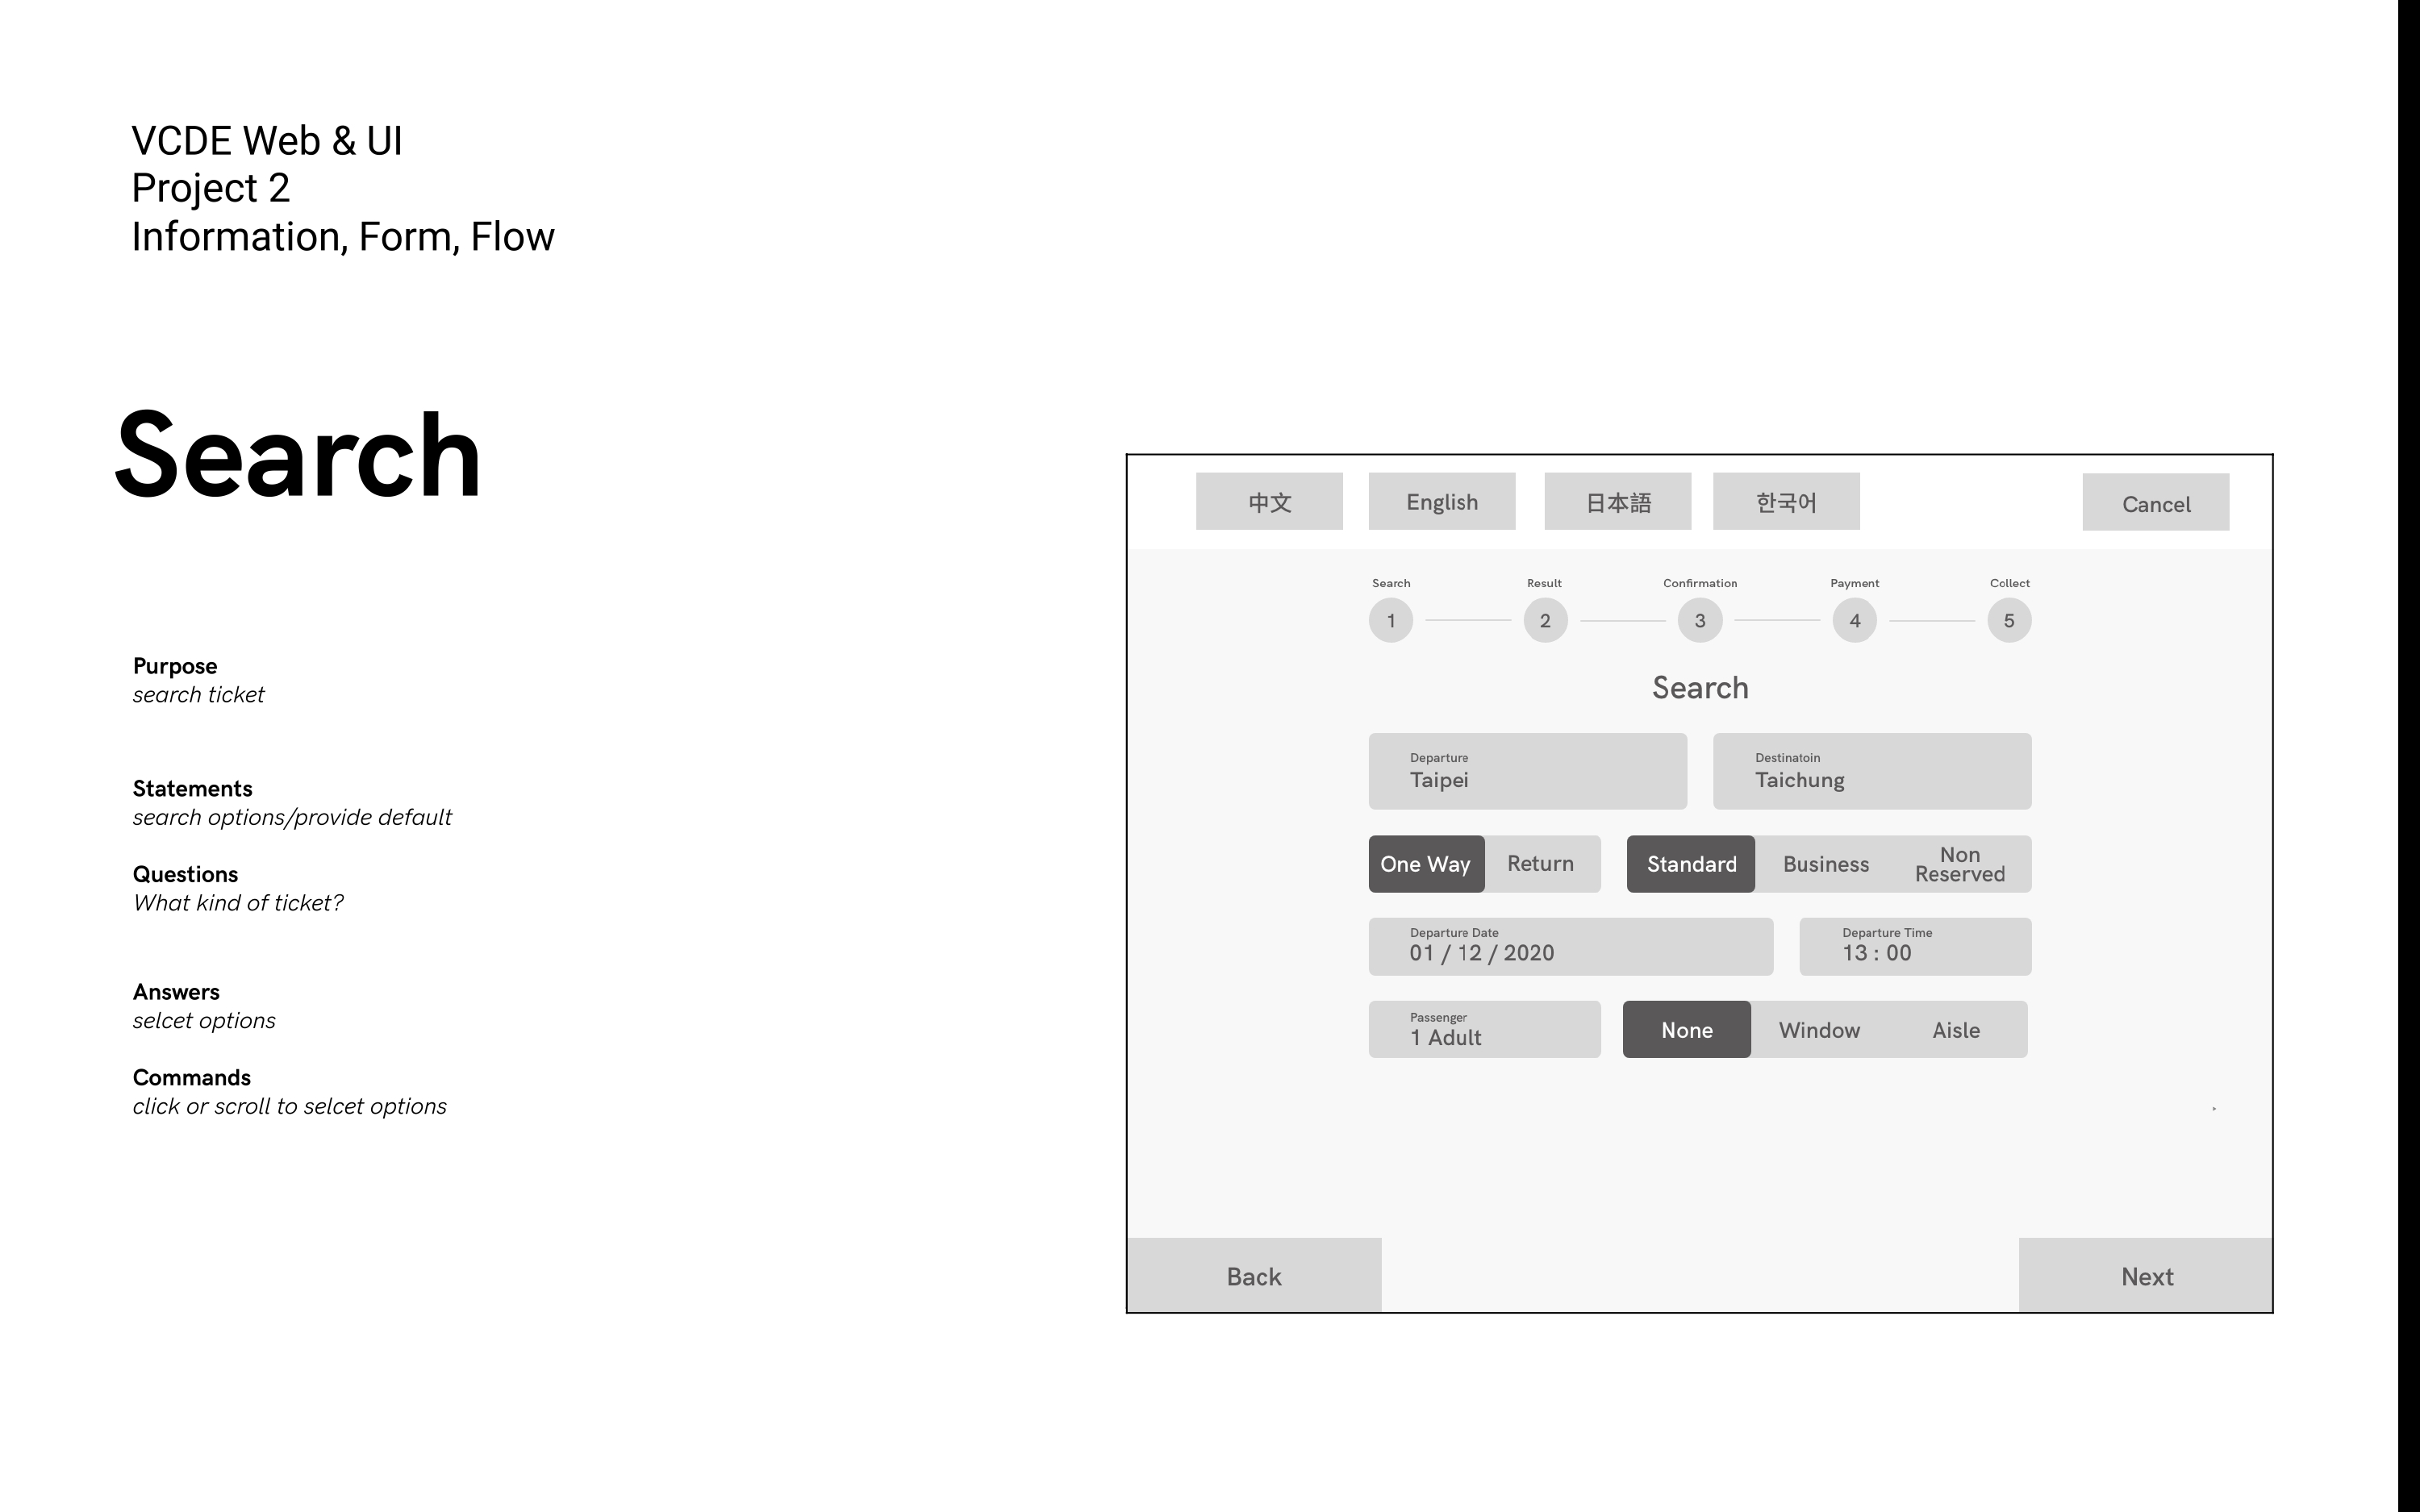 VCDE Web & UI
Project 2
Information, Form, Flow
Search
Purpose
search ticket
Statements
search options/provide default
Questions
What kind of ticket?
Answers
selcet options
Commands
click or scroll to selcet options
中文 English 日本語 한국어 Cancel
Search Result Confirmation Payment Collect
1 2 3 4 5
Search
Departure
Taipei
Destinatoin
Taichung
One Way Return
Standard Business Non
Reserved
Departure Date
01 / 12 / 2020
Departure Time
13 : 00
Passenger
1 Adult
None Window Aisle
Back Next